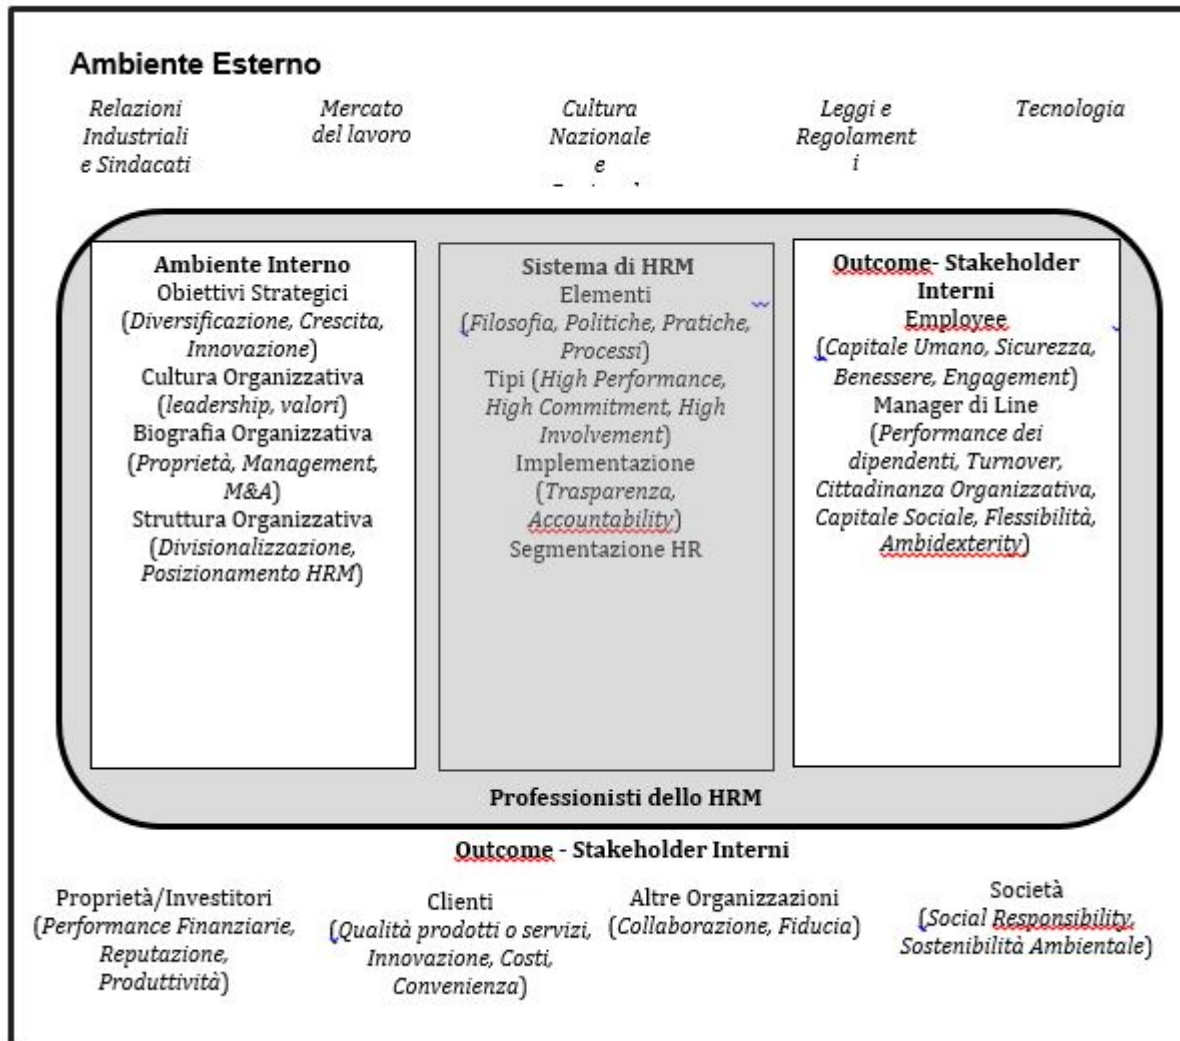 Ambiente Esterno
Relazioni
Industriali
e Sindacati
Mercato
del lavoro
Cultura
Nazionale
e
Leggi e
Regolament
i
Tecnologia
Ambiente Interno
Obiettivi Strategici
(Diversificazione, Crescita,
Innovazione)
Cultura Organizzativa
(leadership, valori)
Biografia Organizzativa
(Proprietà, Management,
M&A)
Struttura Organizzativa
(Divisionalizzazione,
Posizionamento HRM)
Sistema di HRM
Elementi
(Filosofia, Politiche, Pratiche,
Processi)
Tipi (High Performance,
High Commitment, High
Involvement)
Implementazione
(Trasparenza,
Accountability)
Segmentazione HR
Outcome- Stakeholder
Interni
Employee
(Capitale Umano, Sicurezza,
Benessere, Engagement)
Manager di Line
(Performance dei
dipendenti, Turnover,
Cittadinanza Organizzativa,
Capitale Sociale, Flessibilità,
Ambidexterity)
Professionisti dello HRM
Outcome - Stakeholder Interni
Proprietà/Investitori
(Performance Finanziarie,
Reputazione,
Produttività)
Clienti
(Qualità prodotti o servizi,
Innovazione, Costi,
Convenienza)
Altre Organizzazioni
(Collaborazione, Fiducia)
Società
(Social Responsibility,
Sostenibilità Ambientale)